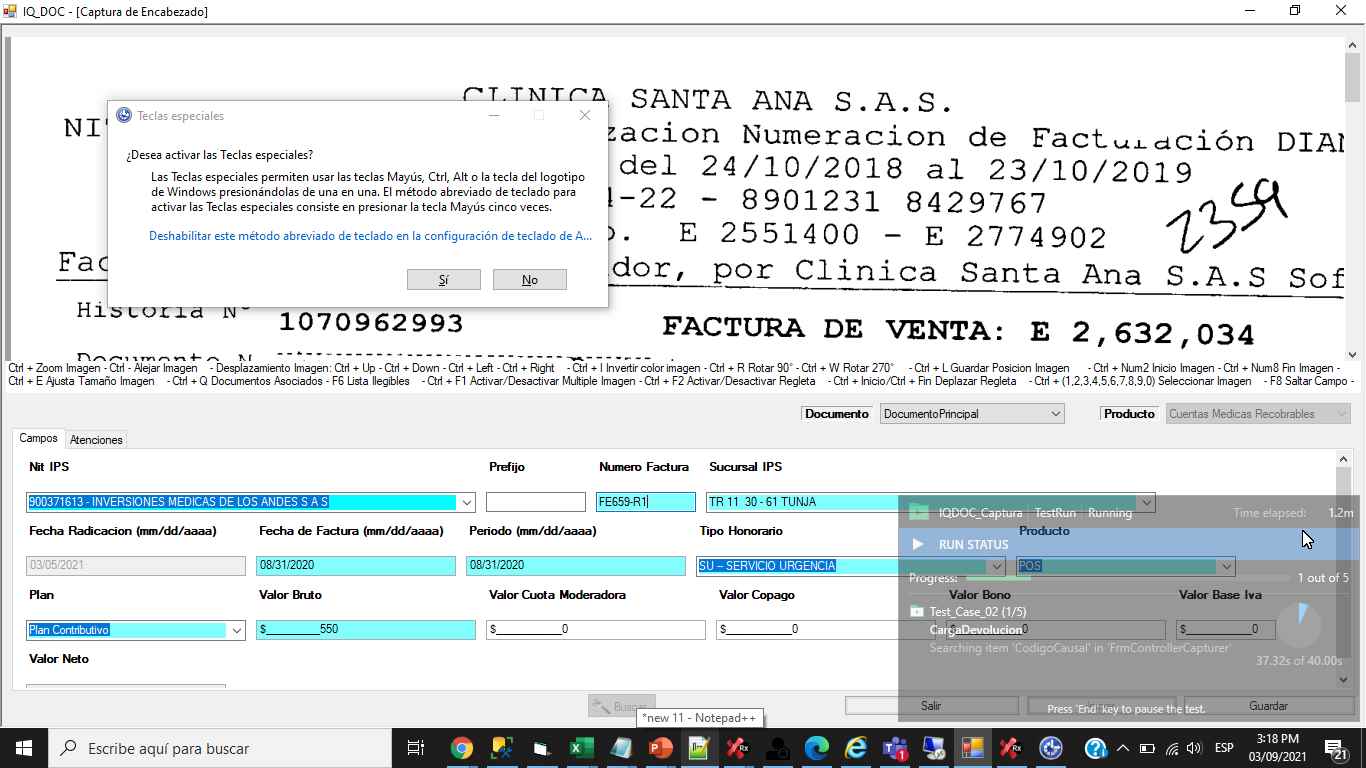 IQ_DOC - [Captura de Encabezado]
CLINICA SANTA ANA S.A.S.
Teclas especiales
NI
zacion Numeracion de Facturación DIAN
¿Desea activar las Teclas especiales?
del 24/10/2018 al 23/10/2019
Las Teclas especiales permiten usar las teclas Mayús, Ctrl, Alt o la tecla del logotipo
de Windows presionándolas de una en una. El método abreviado de teclado para
activar las Teclas especiales consiste en presionar la tecla Mayús cinco veces.
4-22 - 8901231 8429767
2359
Deshabilitar este método abreviado de teclado en la configuración de teclado de A...
o. E 2551400 - E 2774902
Fac
dor, por Clinica Santa Ana S.A.S Sof
Sí No
Historia N°
1070962993
FACTURA DE VENTA: E 2,632,034
Documento N
Ctrl + Zoom Imagen - Ctrl - Alejar Imagen - Desplazamiento Imagen: Ctrl + Up - Ctrl + Down - Ctrl + Left - Ctrl + Right - Ctrl + I Invertir color imagen - Ctrl + R Rotar 90° - Ctrl + W Rotar 270° - Ctrl + L Guardar Posicion Imagen - Ctrl + Num2 Inicio Imagen - Ctrl + Num8 Fin Imagen -
Ctrl + E Ajusta Tamaño Imagen - Ctrl + Q Documentos Asociados - F6 Lista Ilegibles - Ctrl + F1 Activar/Desactivar Multiple Imagen - Ctrl + F2 Activar/Desactivar Regleta - Ctrl + Inicio/Ctrl + Fin Deplazar Regleta - Ctrl + (1,2,3,4,5,6,7,8,9,0) Seleccionar Imagen - F8 Saltar Campo -
Documento DocumentoPrincipal Producto Cuentas Medicas Recobrables
Campos Atenciones
Nit IPS Prefijo Numero Factura Sucursal IPS
900371613 - INVERSIONES MEDICAS DE LOS ANDES S A S FE659-R1 TR 11 30 - 61 TUNJA
IQDOC_Captura TestRun Running Time elapsed: 1.2m
Fecha Radicacion (mm/dd/aaaa) Fecha de Factura (mm/dd/aaaa) Periodo (mm/dd/aaaa) Tipo Honorario Producto
RUN STATUS
03/05/2021 08/31/2020 08/31/2020 SU – SERVICIO URGENCIA POS
Progress: 1 out of 5
Plan Valor Bruto Valor Cuota Moderadora Valor Copago Valor Bono Valor Base Iva
Test_Case_02 (1/5)
Plan Contributivo $_________550 $___________0 $___________0 $___________0 $___________0
CargaDevolucion
Searching item 'CodigoCausal' in 'FrmControllerCapturer'
Valor Neto
37.32s of 40.00s
Buscar Salir Guardar
Press 'End' key to pause the test.
*new 11 - Notepad++
Escribe aquí para buscar
1
ESP
3:18 PM
03/09/2021
21